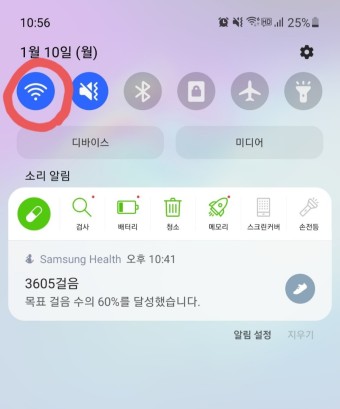 10:56
25%
1월 10일 (월)
디바이스
미디어
소리 알림
검사
배터리
청소
메모리
스크린커버
손전등
Samsung Health 오후 10:41
3605걸음
목표 걸음 수의 60%를 달성했습니다.
알림 설정
지우기